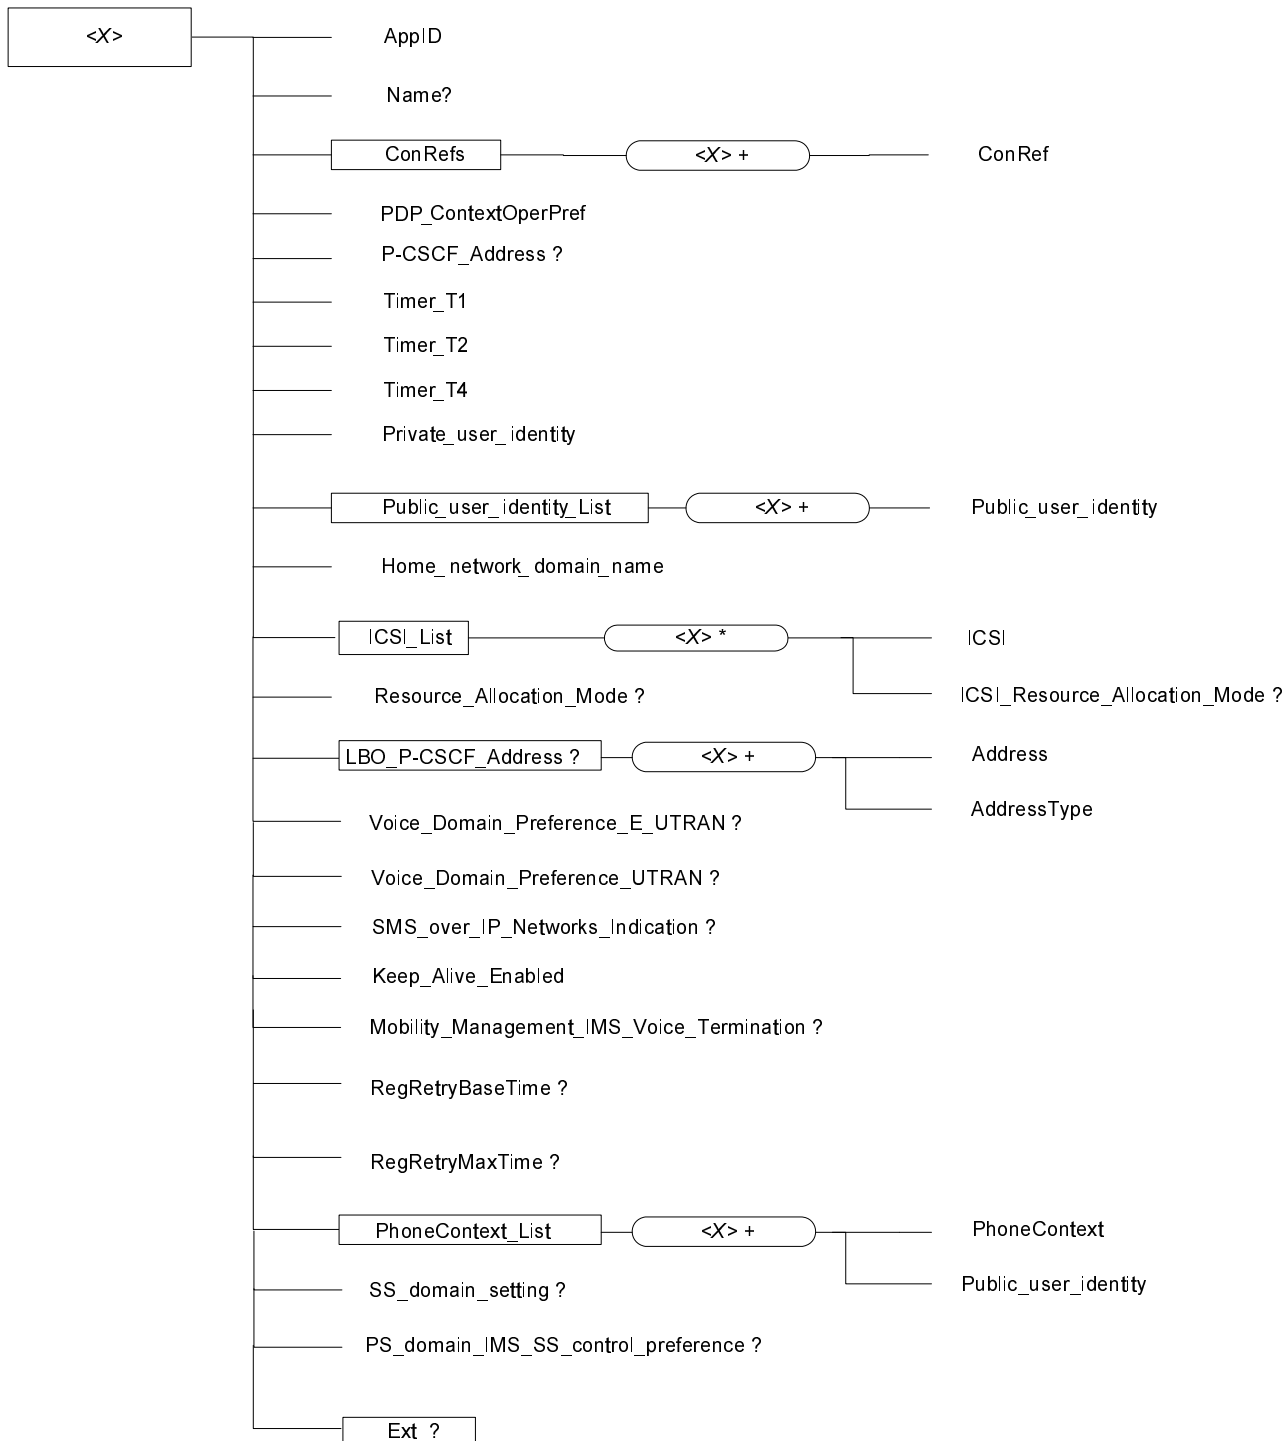 <X>
AppID
Name?
ConRefs <X> + ConRef
PDP_ContextOperPref
P-CSCF_Address ?
Timer_T1
Timer_T2
Timer_T4
Private_user_identity
Public_user_identity_List <X> + Public_user_identity
Home_network_domain_name
ICSI_List <X> * ICSI
Resource_Allocation_Mode ? ICSI_Resource_Allocation_Mode ?
LBO_P-CSCF_Address ? <X> + Address
AddressType
Voice_Domain_Preference_E_UTRAN ?
Voice_Domain_Preference_UTRAN ?
SMS_over_IP_Networks_Indication ?
Keep_Alive_Enabled
Mobility_Management_IMS_Voice_Termination ?
RegRetryBaseTime ?
RegRetryMaxTime ?
PhoneContext_List <X> + PhoneContext
SS_domain_setting ? Public_user_identity
PS_domain_IMS_SS_control_preference ?
Ext ?